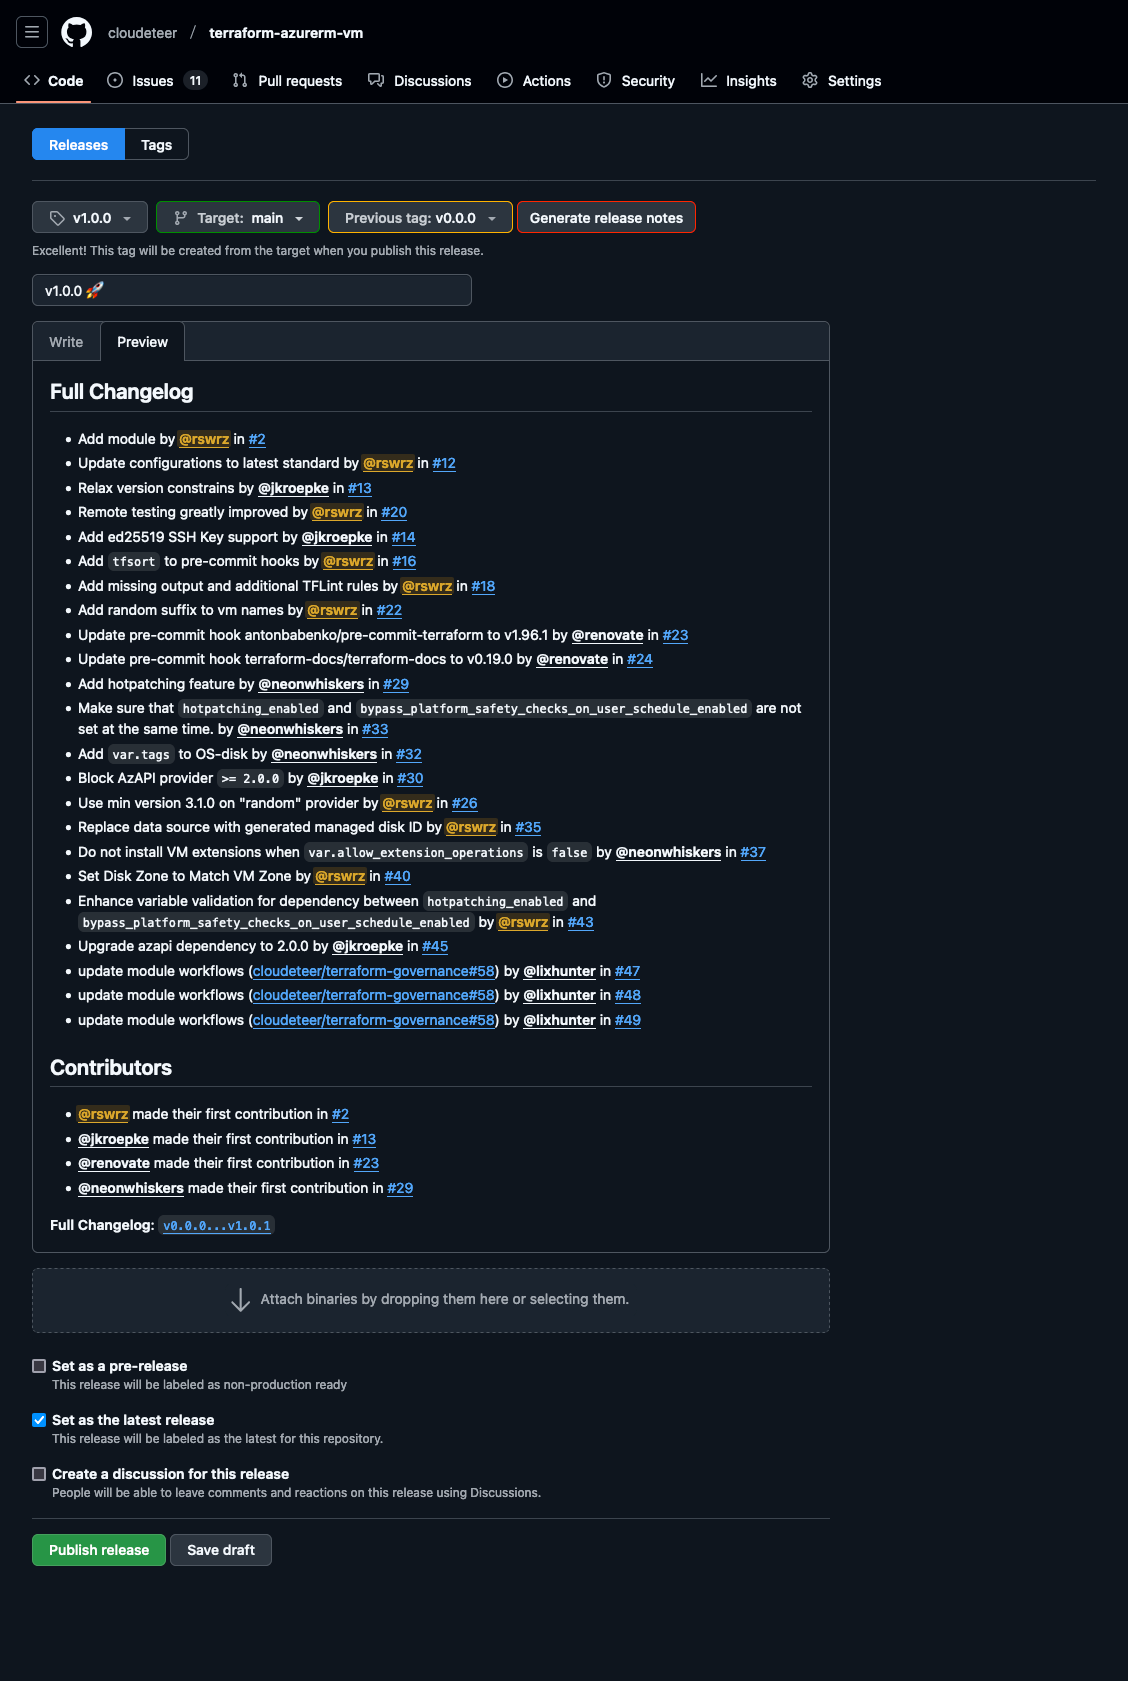 cloudeteer / terraform-azurerm-vm
Code Issues 11 Pull requests Discussions Actions Security Insights Settings
Releases Tags
v1.0.0 Target: main Previous tag: v0.0.0 Generate release notes
Excellent! This tag will be created from the target when you publish this release.
v1.0.0 🚀
Write Preview
Full Changelog
• Add module by @rswrz in #2
• Update configurations to latest standard by @rswrz in #12
• Relax version constrains by @jkroepke in #13
• Remote testing greatly improved by @rswrz in #20
• Add ed25519 SSH Key support by @jkroepke in #14
• Add tfsort to pre-commit hooks by @rswrz in #16
• Add missing output and additional TFLint rules by @rswrz in #18
• Add random suffix to vm names by @rswrz in #22
• Update pre-commit hook antonbabenko/pre-commit-terraform to v1.96.1 by @renovate in #23
• Update pre-commit hook terraform-docs/terraform-docs to v0.19.0 by @renovate in #24
• Add hotpatching feature by @neonwhiskers in #29
• Make sure that hotpatching_enabled and bypass_platform_safety_checks_on_user_schedule_enabled are not
set at the same time. by @neonwhiskers in #33
• Add var.tags to OS-disk by @neonwhiskers in #32
• Block AzAPI provider >= 2.0.0 by @jkroepke in #30
• Use min version 3.1.0 on "random" provider by @rswrz in #26
• Replace data source with generated managed disk ID by @rswrz in #35
• Do not install VM extensions when var.allow_extension_operations is false by @neonwhiskers in #37
• Set Disk Zone to Match VM Zone by @rswrz in #40
• Enhance variable validation for dependency between hotpatching_enabled and
bypass_platform_safety_checks_on_user_schedule_enabled by @rswrz in #43
• Upgrade azapi dependency to 2.0.0 by @jkroepke in #45
• update module workflows (cloudeteer/terraform-governance#58) by @lixhunter in #47
• update module workflows (cloudeteer/terraform-governance#58) by @lixhunter in #48
• update module workflows (cloudeteer/terraform-governance#58) by @lixhunter in #49
Contributors
• @rswrz made their first contribution in #2
• @jkroepke made their first contribution in #13
• @renovate made their first contribution in #23
• @neonwhiskers made their first contribution in #29
Full Changelog: v0.0.0...v1.0.1
Attach binaries by dropping them here or selecting them.
Set as a pre-release
This release will be labeled as non-production ready
Set as the latest release
This release will be labeled as the latest for this repository.
Create a discussion for this release
People will be able to leave comments and reactions on this release using Discussions.
Publish release Save draft